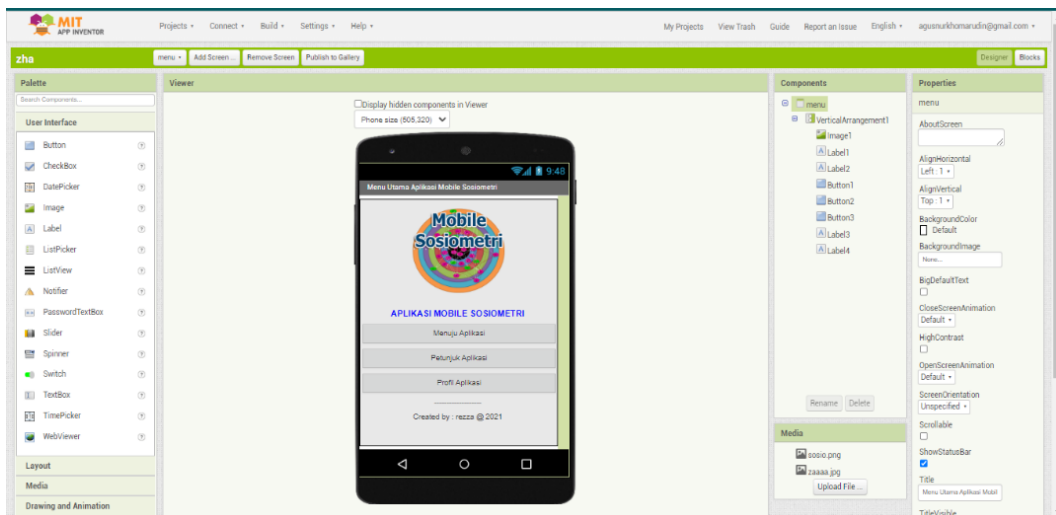 MIT
APP INVENTOR
Projects
Connect
Build
Settings
Help
My Projects
View Trash
Guide
Report an Issue
English
agusnurkhomarudin@gmail.com
zha
menu
Add Screen ...
Remove Screen
Publish to Gallery
Designer
Blocks
Palette
Search Components...
User Interface
Button
CheckBox
DatePicker
Image
Label
ListPicker
ListView
Notifier
PasswordTextBox
Slider
Spinner
Switch
TextBox
TimePicker
WebViewer
Layout
Media
Drawing and Animation
Viewer
Display hidden components in Viewer
Phone size (505,320)
9:48
Menu Utama Aplikasi Mobile Sosiometri
Mobile
Sosiometri
APLIKASI MOBILE SOSIOMETRI
Menuju Aplikasi
Petunjuk Aplikasi
Profil Aplikasi
--------------------
Created by : rezza @ 2021
Components
menu
VerticalArrangement1
Image1
Label1
Label2
Button1
Button2
Button3
Label3
Label4
Rename
Delete
Media
sosio.png
zaaaa.jpg
Upload File ...
Properties
menu
AboutScreen
AlignHorizontal
Left : 1
AlignVertical
Top : 1
BackgroundColor
Default
BackgroundImage
None...
BigDefaultText
CloseScreenAnimation
Default
HighContrast
OpenScreenAnimation
Default
ScreenOrientation
Unspecified
Scrollable
ShowStatusBar
Title
Menu Utama Aplikasi Mobil
TitleVisible